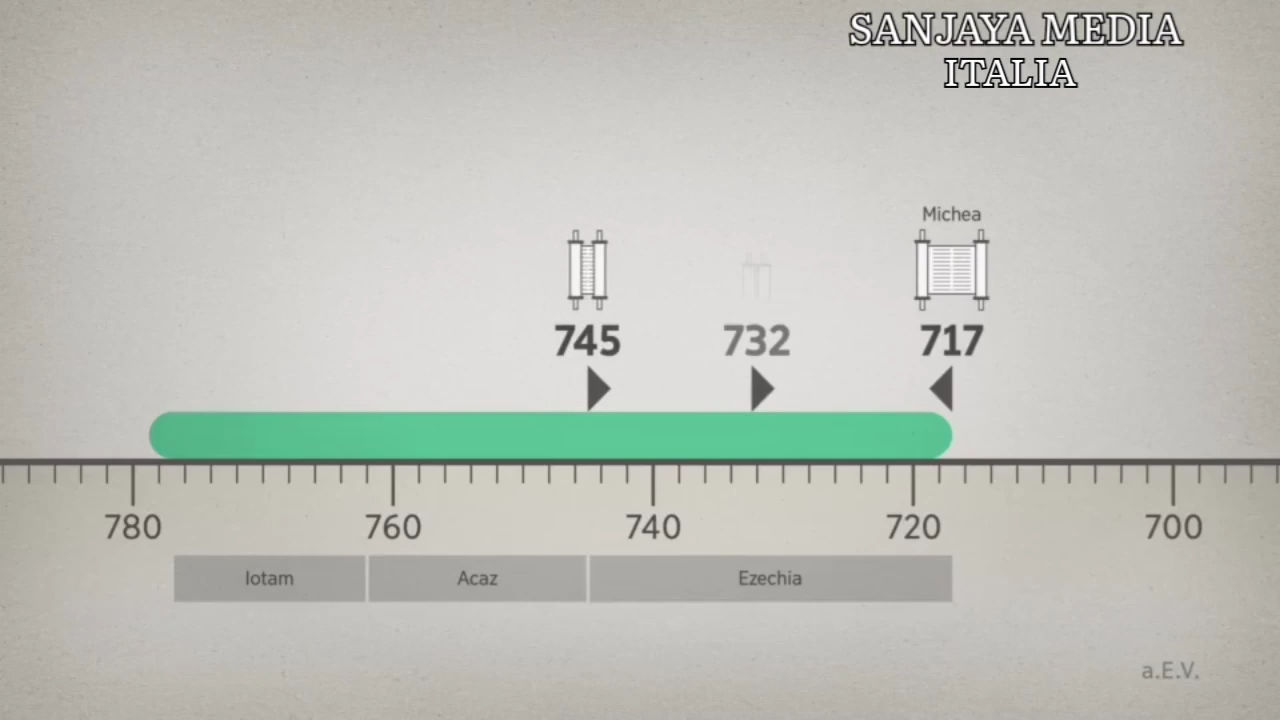 SANJAYA MEDIA
ITALIA
Michea
745
732
717
780
760
740
720
700
Iotam
Acaz
Ezechia
a.E.V.